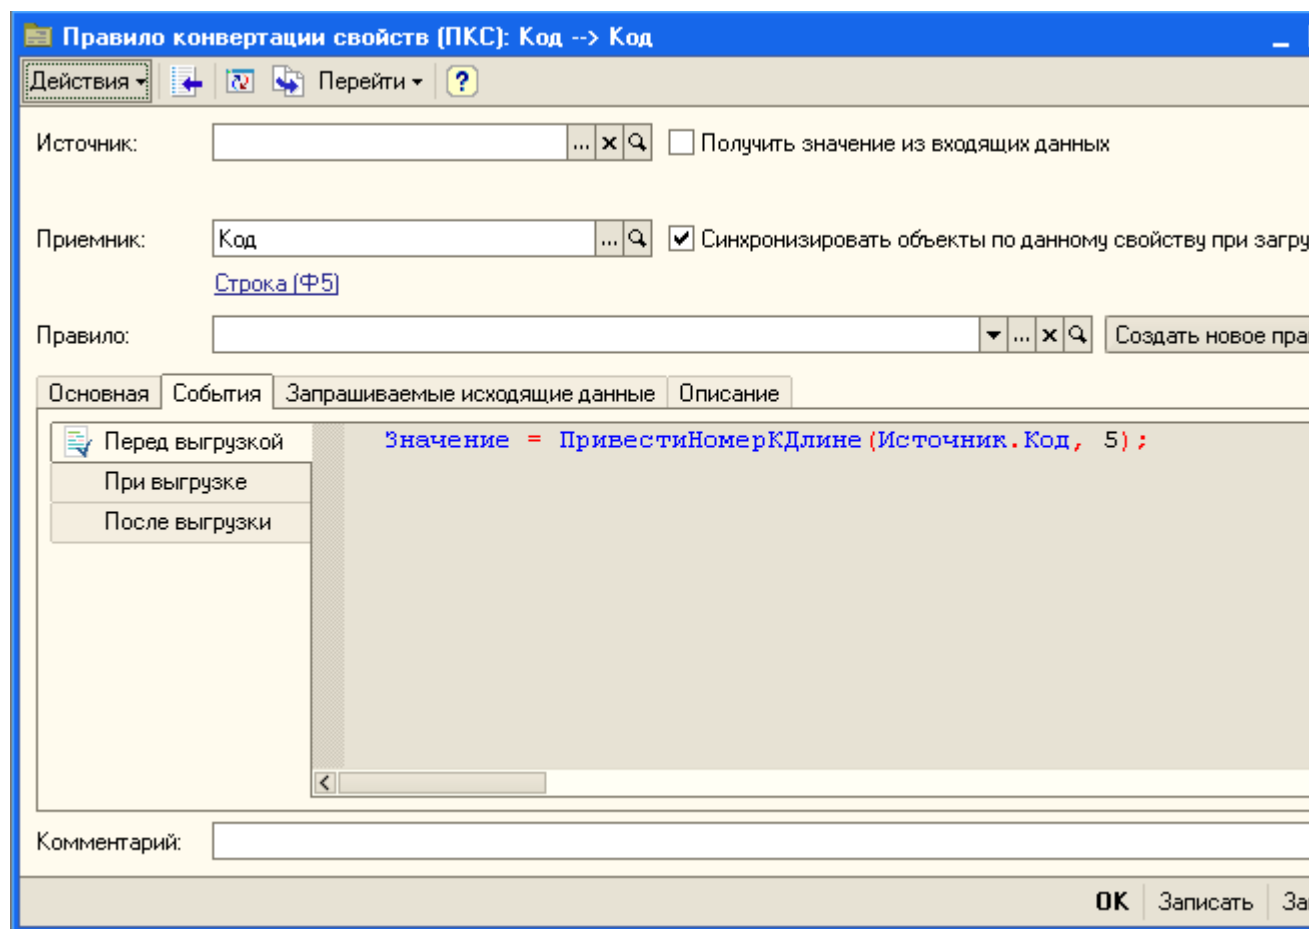 Правило конвертации свойств (ПКС): Код --> Код
Действия Перейти ?
Источник: ... x Получить значение из входящих данных
Приемник: Код ... Синхронизировать объекты по данному свойству при загру
Строка (Ф5)
Правило: ... x Создать новое пра
Основная События Запрашиваемые исходящие данные Описание
Перед выгрузкой Значение = ПривестиНомерКДлине(Источник.Код, 5);
При выгрузке
После выгрузки
Комментарий:
OK Записать За